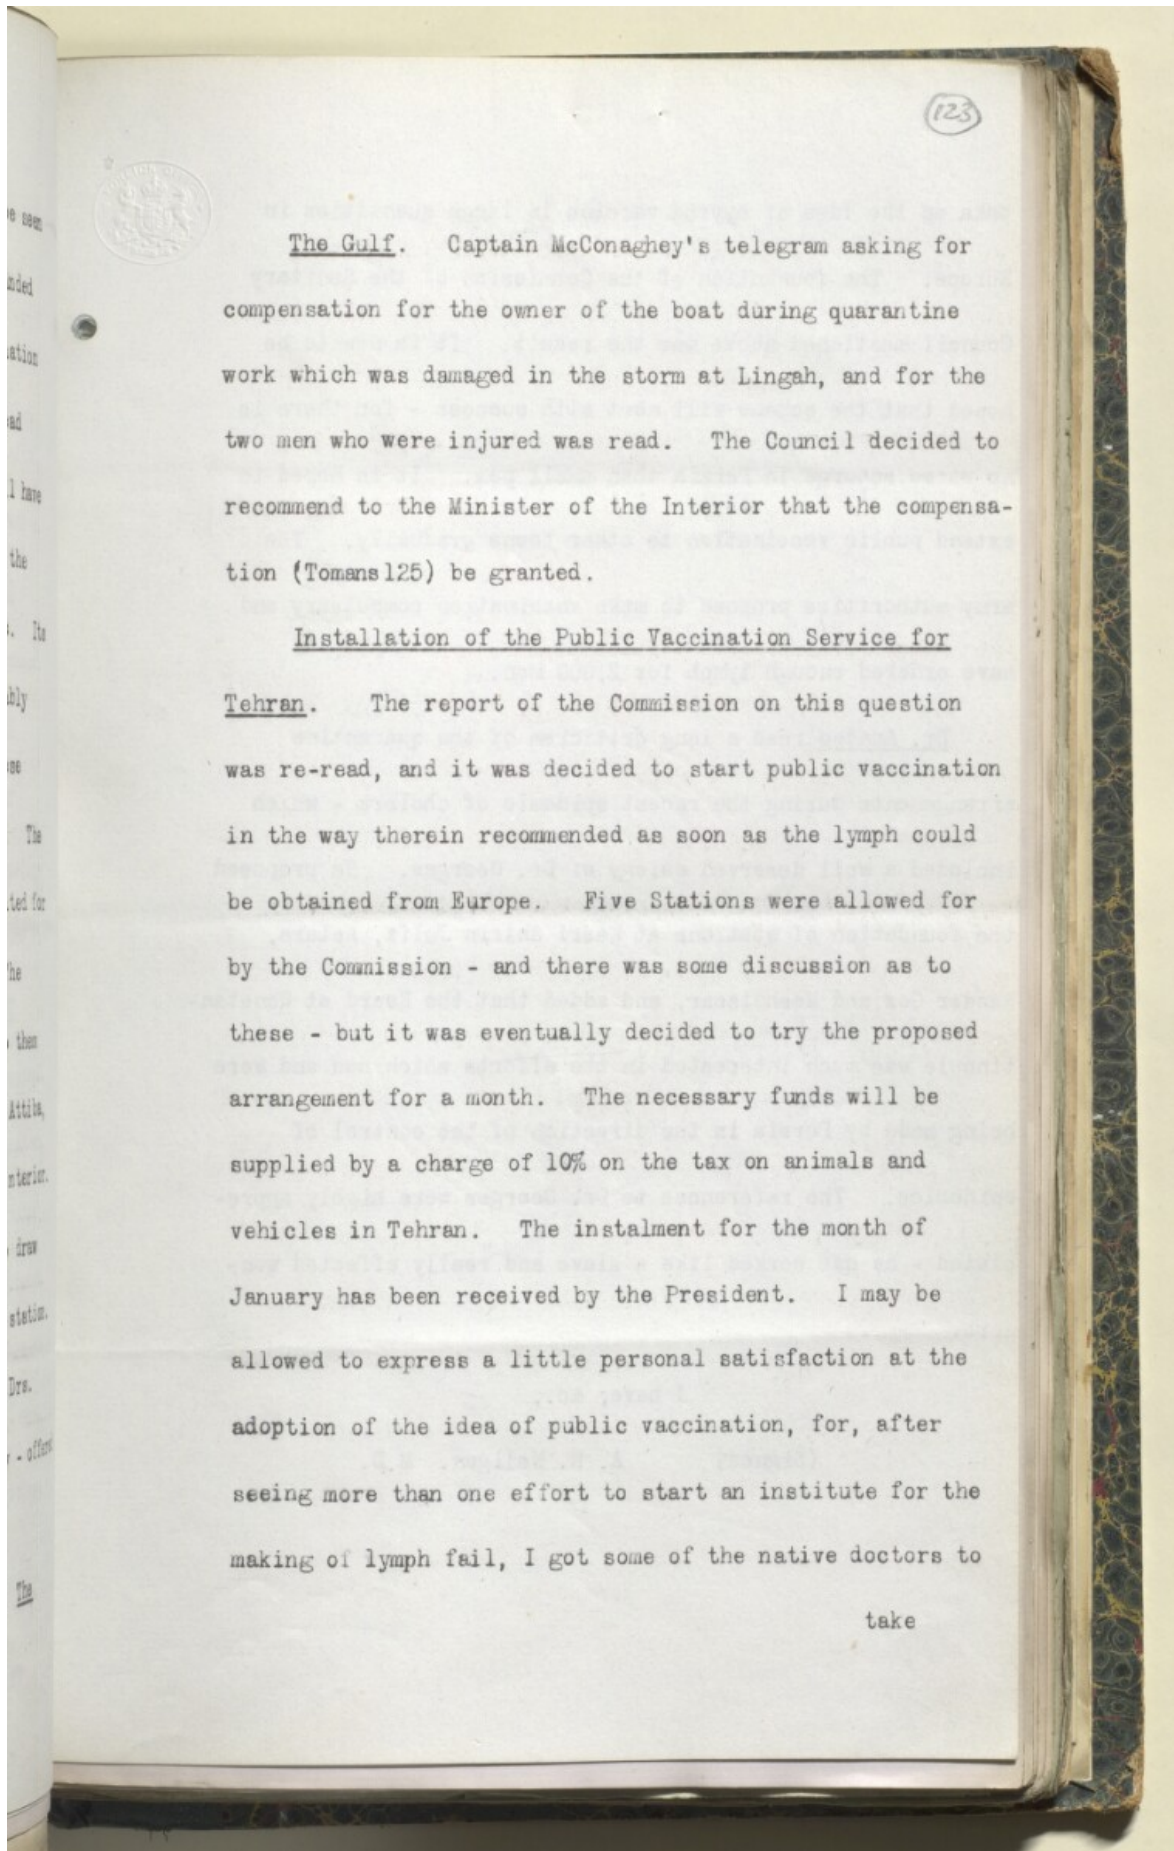 123
The Gulf. Captain McConaghey's telegram asking for
compensation for the owner of the boat during quarantine
work which was damaged in the storm at Lingah, and for the
two men who were injured was read. The Council decided to
recommend to the Minister of the Interior that the compensa-
tion (Tomans 125) be granted.
Installation of the Public Vaccination Service for
Tehran. The report of the Commission on this question
was re-read, and it was decided to start public vaccination
in the way therein recommended as soon as the lymph could
be obtained from Europe. Five Stations were allowed for
by the Commission - and there was some discussion as to
these - but it was eventually decided to try the proposed
arrangement for a month. The necessary funds will be
supplied by a charge of 10% on the tax on animals and
vehicles in Tehran. The instalment for the month of
January has been received by the President. I may be
allowed to express a little personal satisfaction at the
adoption of the idea of public vaccination, for, after
seeing more than one effort to start an institute for the
making of lymph fail, I got some of the native doctors to
take